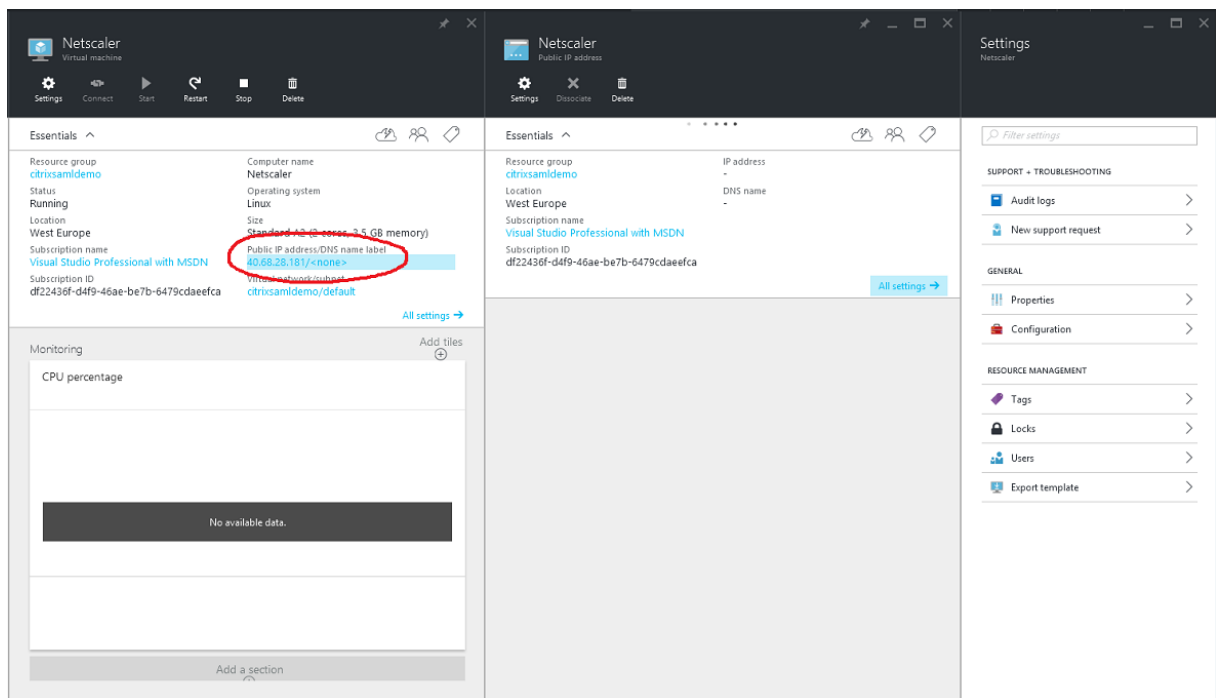 Netscaler
Virtual machine
Settings
Connect
Start
Restart
Stop
Delete
Essentials
Resource group
citrixsamldemo
Status
Running
Location
West Europe
Subscription name
Visual Studio Professional with MSDN
Subscription ID
df22436f-d4f9-46ae-be7b-6479cdaeefca
Computer name
Netscaler
Operating system
Linux
Size
Standard A2 (2 cores, 3.5 GB memory)
Public IP address/DNS name label
40.68.28.181/<none>
Virtual network/subnet
citrixsamldemo/default
All settings
Monitoring
Add tiles
CPU percentage
No available data.
Add a section
Netscaler
Public IP address
Settings
Dissociate
Delete
Essentials
Resource group
citrixsamldemo
Location
West Europe
Subscription name
Visual Studio Professional with MSDN
Subscription ID
df22436f-d4f9-46ae-be7b-6479cdaeefca
IP address
-
DNS name
-
All settings
Settings
Netscaler
Filter settings
SUPPORT + TROUBLESHOOTING
Audit logs
New support request
GENERAL
Properties
Configuration
RESOURCE MANAGEMENT
Tags
Locks
Users
Export template